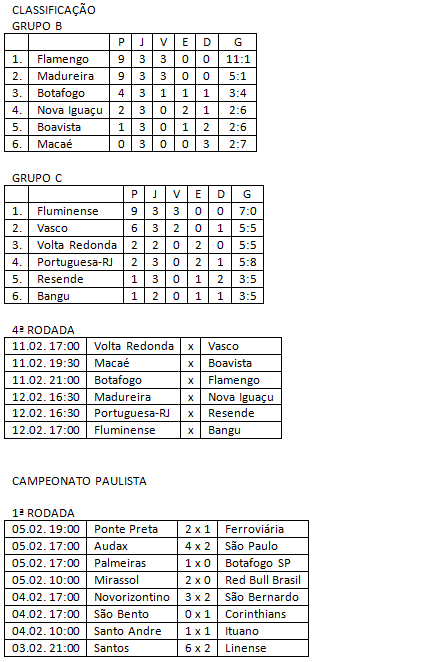 CLASSIFICAÇÃO
GRUPO B
P J V E D G
1. Flamengo 9 3 3 0 0 11:1
2. Madureira 9 3 3 0 0 5:1
3. Botafogo 4 3 1 1 1 3:4
4. Nova Iguaçu 2 3 0 2 1 2:6
5. Boavista 1 3 0 1 2 2:6
6. Macaé 0 3 0 0 3 2:7
GRUPO C
P J V E D G
1. Fluminense 9 3 3 0 0 7:0
2. Vasco 6 3 2 0 1 5:5
3. Volta Redonda 2 2 0 2 0 5:5
4. Portuguesa-RJ 2 3 0 2 1 5:8
5. Resende 1 3 0 1 2 3:5
6. Bangu 1 2 0 1 1 3:5
4ª RODADA
11.02. 17:00 Volta Redonda x Vasco
11.02. 19:30 Macaé x Boavista
11.02. 21:00 Botafogo x Flamengo
12.02. 16:30 Madureira x Nova Iguaçu
12.02. 16:30 Portuguesa-RJ x Resende
12.02. 17:00 Fluminense x Bangu
CAMPEONATO PAULISTA
1ª RODADA
05.02. 19:00 Ponte Preta 2 x 1 Ferroviária
05.02. 17:00 Audax 4 x 2 São Paulo
05.02. 17:00 Palmeiras 1 x 0 Botafogo SP
05.02. 10:00 Mirassol 2 x 0 Red Bull Brasil
04.02. 17:00 Novorizontino 3 x 2 São Bernardo
04.02. 17:00 São Bento 0 x 1 Corinthians
04.02. 10:00 Santo Andre 1 x 1 Ituano
03.02. 21:00 Santos 6 x 2 Linense